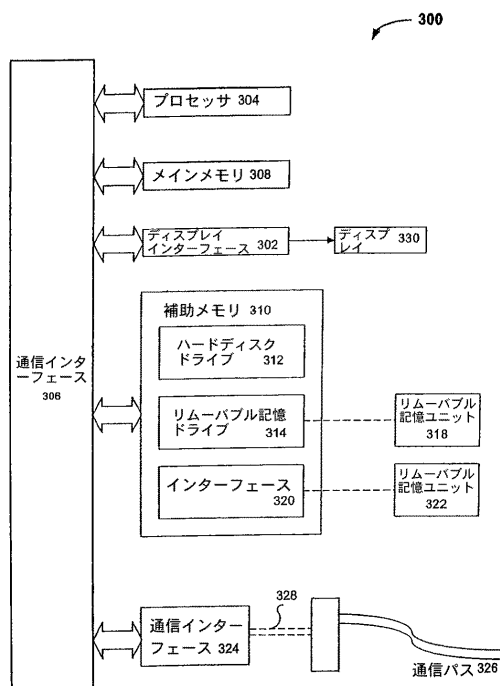 300
プロセッサ 304
メインメモリ 308
ディスプレイ
インターフェース 302
ディスプ
レイ 330
補助メモリ 310
ハードディスク
ドライブ 312
通信インタ
ーフェース
306
リムーバブル記憶
ドライブ 314
リムーバブル
記憶ユニット
318
インターフェース
320
リムーバブル
記憶ユニット
322
328
通信インター
フェース 324
通信パス 326